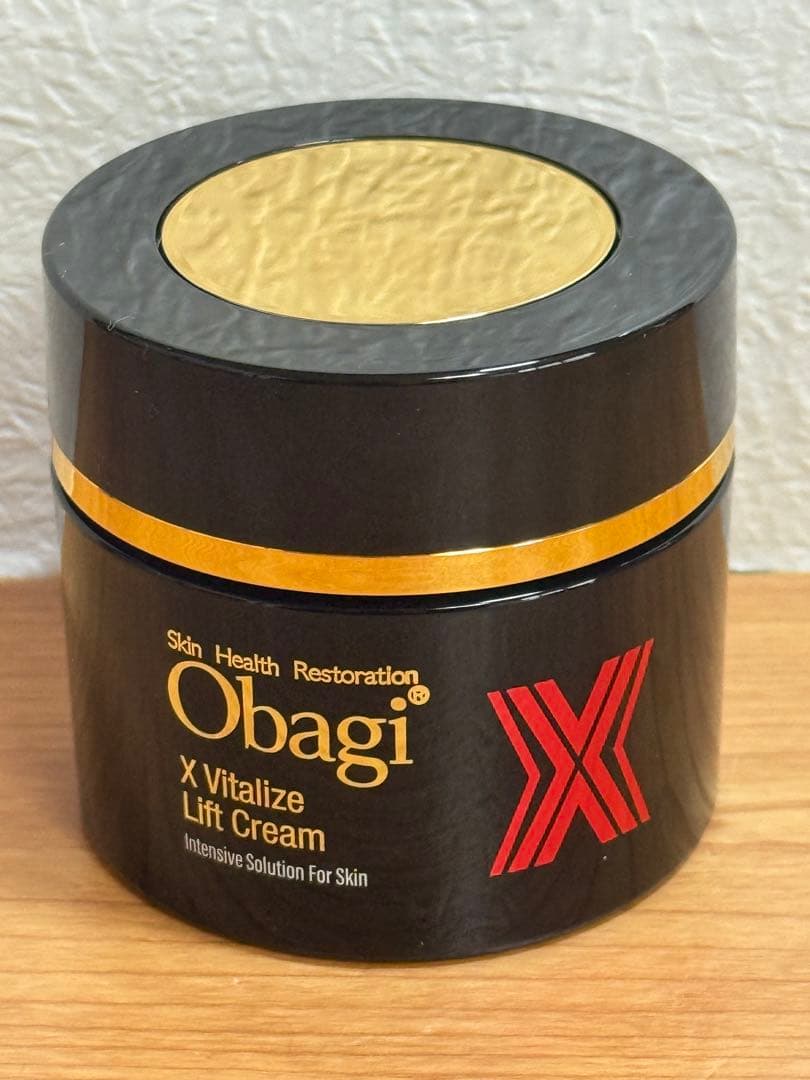 Skin Health Restoration
Obagi®
X Vitalize
Lift Cream
Intensive Solution For Skin
X